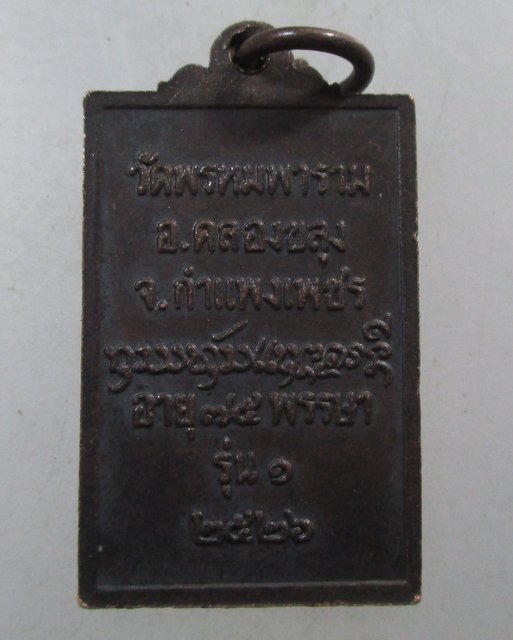 วัดพรหมพาราม
อ.คลองขลุง
จ.กำแพงเพชร
อายุ ๗๕ พรรษา
รุ่น ๑
๒๕๒๖